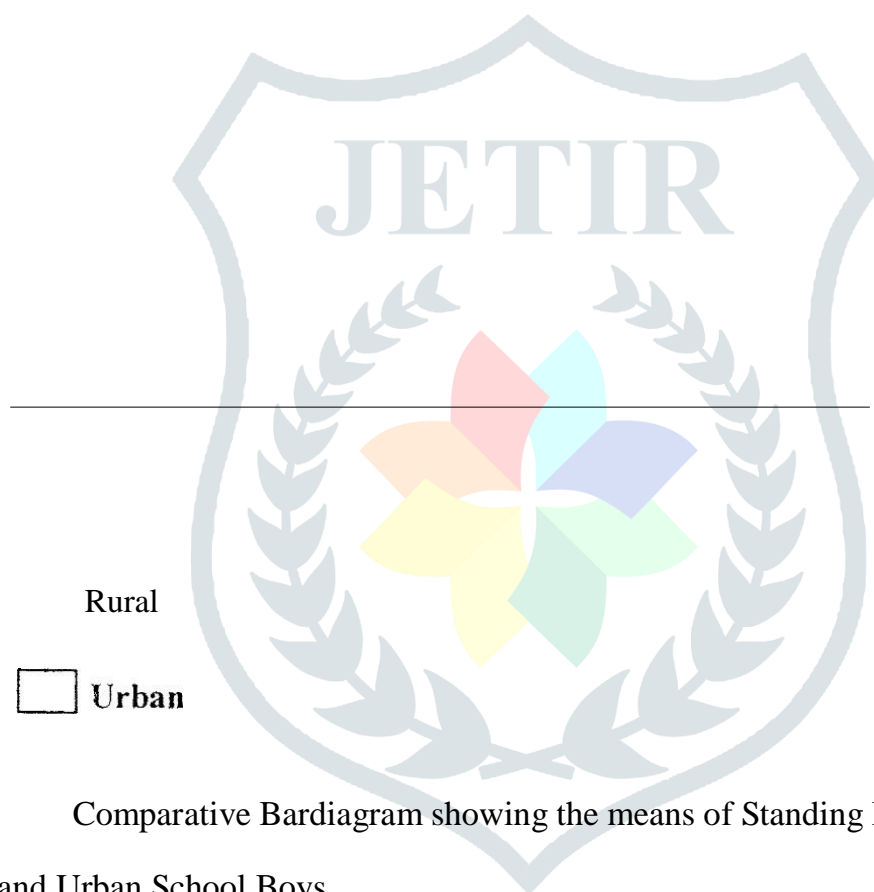 JETIR
Rural
Urban
Comparative Bardiagram showing the means of Standing
and Urban School Boys